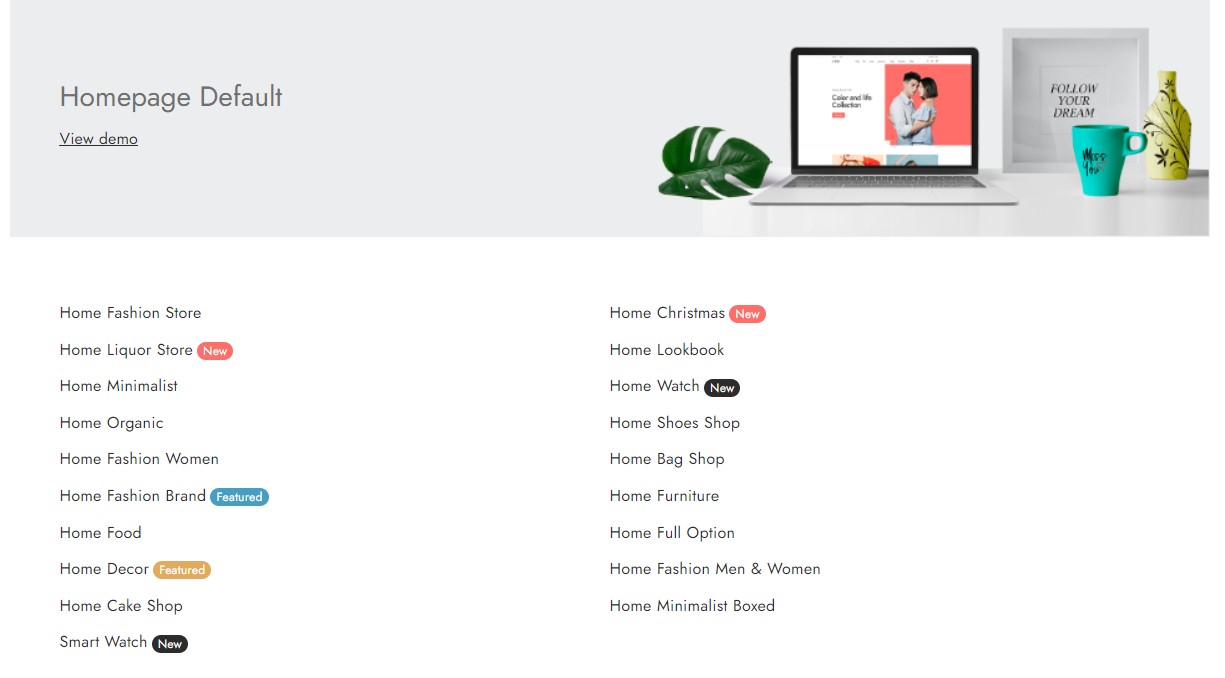 Homepage Default
View demo
Color and life
Collection
FOLLOW
YOUR
DREAM
Miss
You
Home Fashion Store
Home Liquor Store New
Home Minimalist
Home Organic
Home Fashion Women
Home Fashion Brand Featured
Home Food
Home Decor Featured
Home Cake Shop
Smart Watch New
Home Christmas New
Home Lookbook
Home Watch New
Home Shoes Shop
Home Bag Shop
Home Furniture
Home Full Option
Home Fashion Men & Women
Home Minimalist Boxed